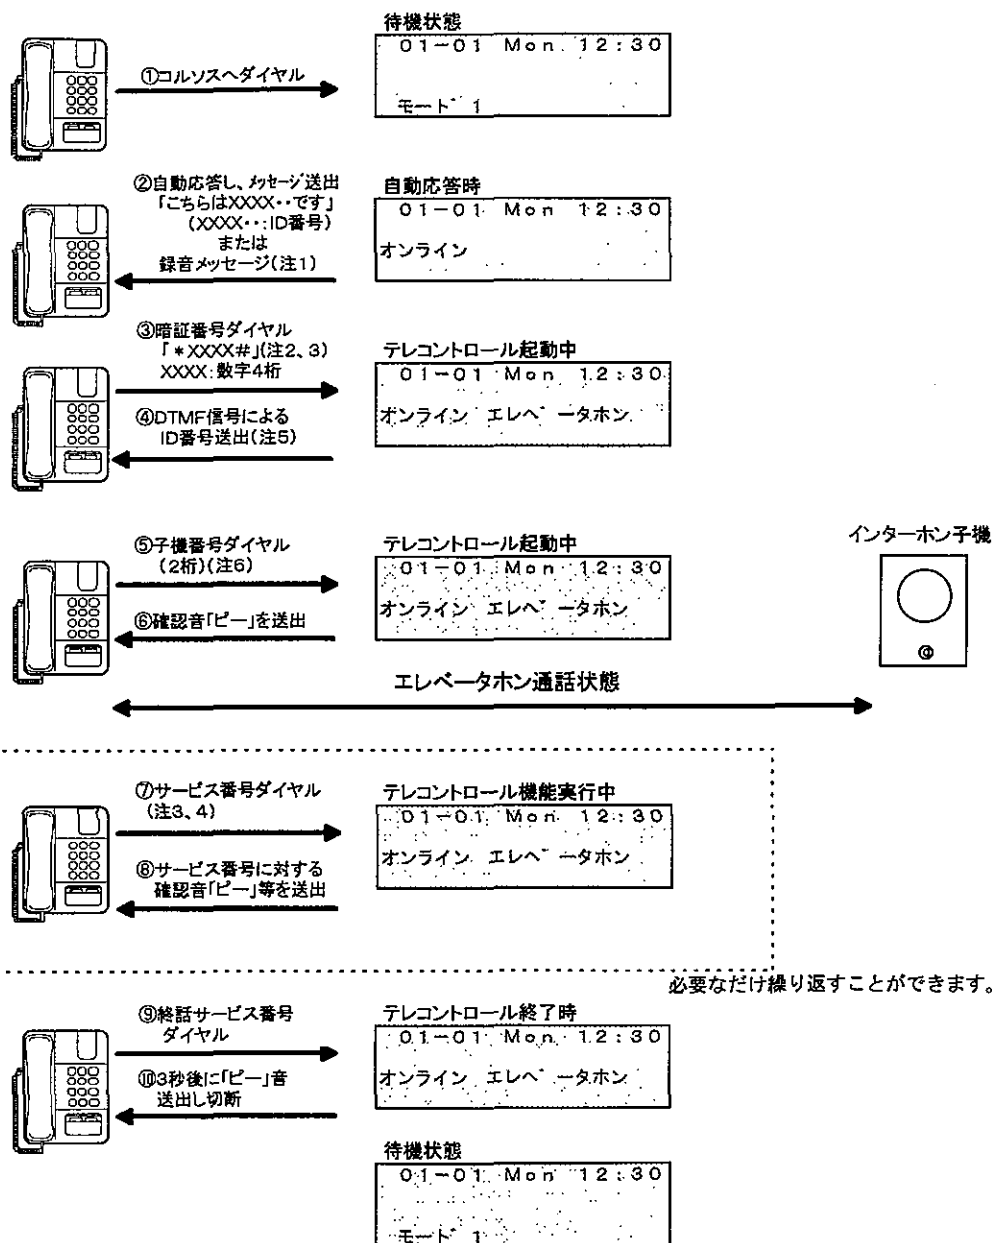 待機状態
01-01 Mon 12:30
モード 1
①コルソスへダイヤル
②自動応答し、メッセージ送出
「こちらはXXXX・・です」
(XXXX・・:ID番号)
または
録音メッセージ(注1)
自動応答時
01-01 Mon 12:30
オンライン
③暗証番号ダイヤル
「*XXXX#」(注2、3)
XXXX:数字4桁
④DTMF信号による
ID番号送出(注5)
テレコントロール起動中
01-01 Mon 12:30
オンライン エレベータホン
⑤子機番号ダイヤル
(2桁)(注6)
⑥確認音「ピー」を送出
テレコントロール起動中
01-01 Mon 12:30
オンライン エレベータホン
インターホン子機
エレベータホン通話状態
⑦サービス番号ダイヤル
(注3、4)
⑧サービス番号に対する
確認音「ピー」等を送出
テレコントロール機能実行中
01-01 Mon 12:30
オンライン エレベータホン
必要なだけ繰り返すことができます。
⑨終話サービス番号
ダイヤル
⑩3秒後に「ピー」音
送出し切断
テレコントロール終了時
01-01 Mon 12:30
オンライン エレベータホン
待機状態
01-01 Mon 12:30
モード 1